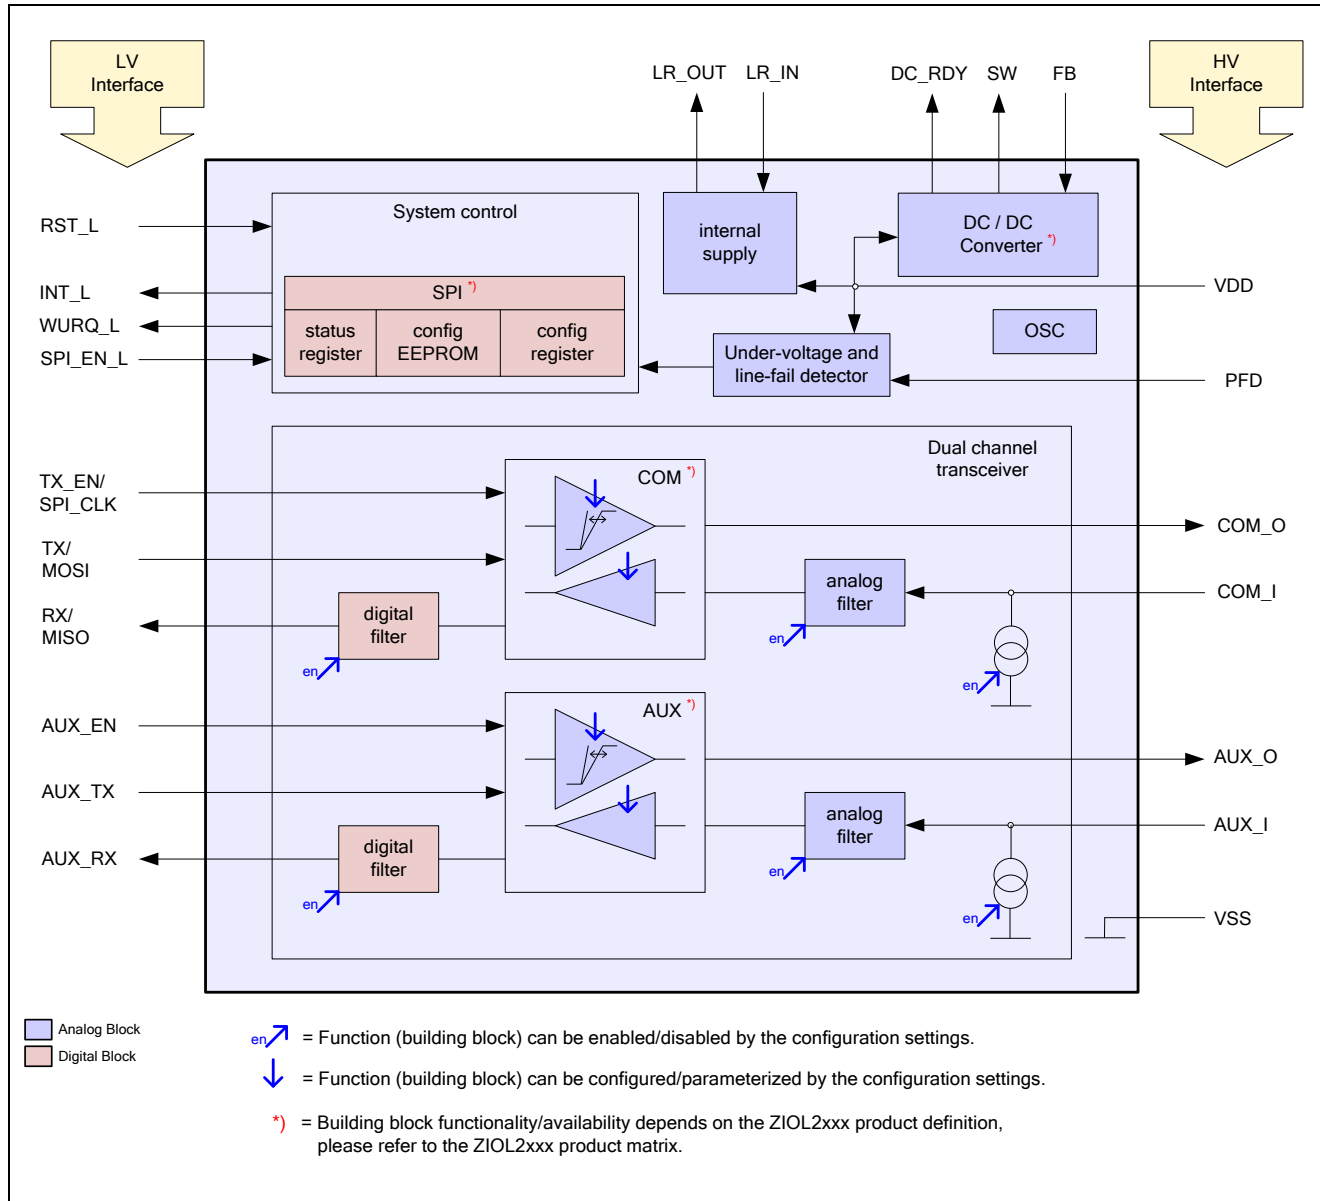 LV
Interface
HV
Interface
LR_OUT
LR_IN
DC_RDY
SW
FB
RST_L
INT_L
WURQ_L
SPI_EN_L
System control
SPI *)
status
register
config
EEPROM
config
register
internal
supply
DC / DC
Converter *)
VDD
OSC
Under-voltage and
line-fail detector
PFD
Dual channel
transceiver
TX_EN/
SPI_CLK
TX/
MOSI
RX/
MISO
COM *)
digital
filter
en
analog
filter
en
en
COM_O
COM_I
AUX_EN
AUX_TX
AUX_RX
AUX *)
digital
filter
en
analog
filter
en
en
AUX_O
AUX_I
VSS
Analog Block
Digital Block
en = Function (building block) can be enabled/disabled by the configuration settings.
= Function (building block) can be configured/parameterized by the configuration settings.
*) = Building block functionality/availability depends on the ZIOL2xxx product definition,
please refer to the ZIOL2xxx product matrix.